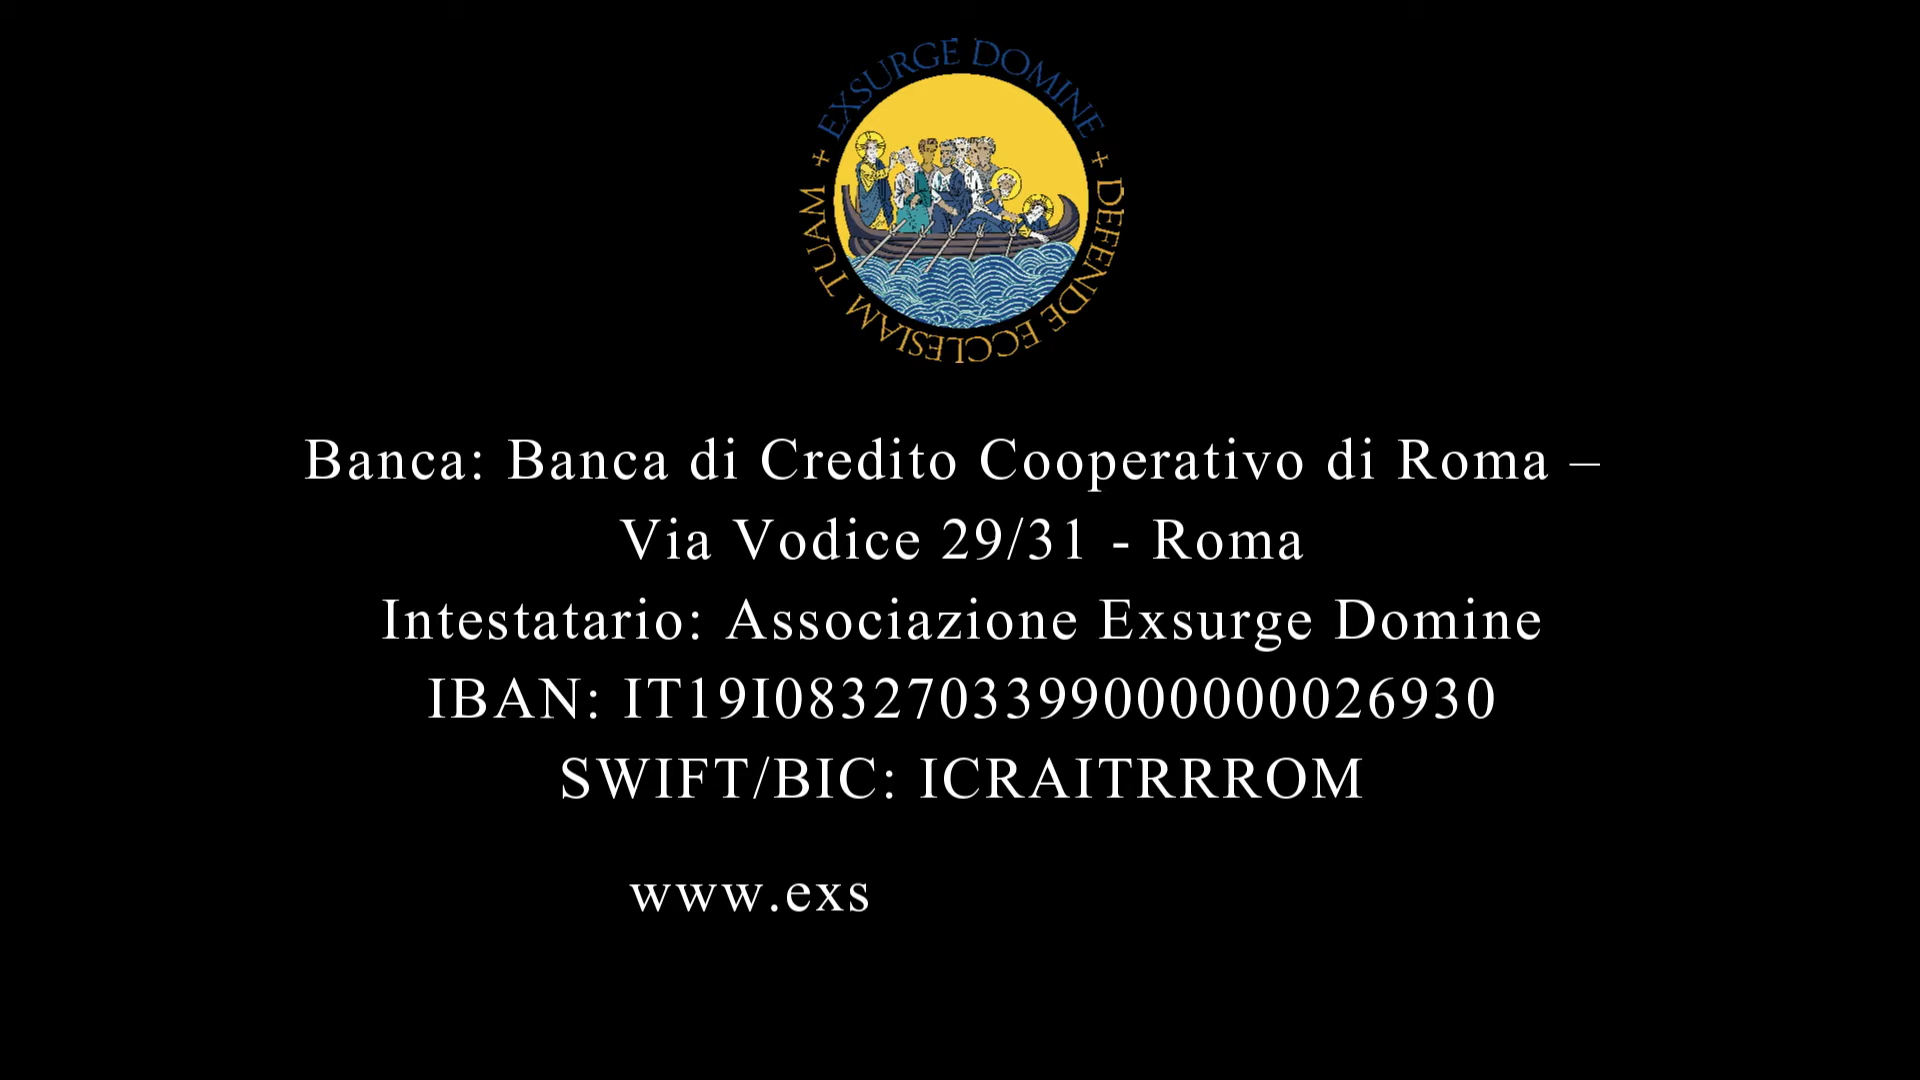 EXSURGE DOMINE + DEFENDE ECCLESIAM TUAM +
Banca: Banca di Credito Cooperativo di Roma –
Via Vodice 29/31 - Roma
Intestatario: Associazione Exsurge Domine
IBAN: IT19I0832703399000000026930
SWIFT/BIC: ICRAITRRROM
www.exs